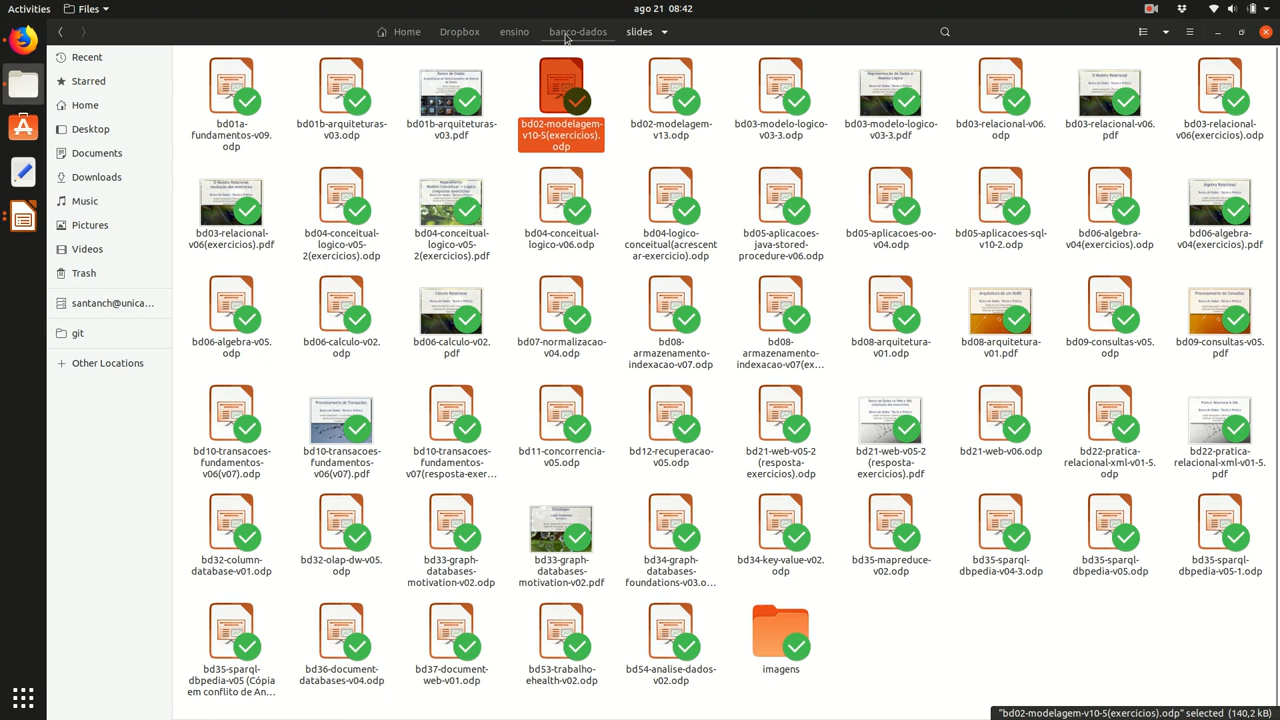 Activities
Files
ago 21 08:42
Home
Dropbox
ensino
banco-dados
slides
Recent
Starred
Home
Desktop
Documents
Downloads
Music
Pictures
Videos
Trash
santanch@unica...
git
Other Locations
bd01a-
fundamentos-v09.
odp
bd01b-arquiteturas-
v03.odp
bd01b-arquiteturas-
v03.pdf
bd02-modelagem-
v10-5(exercicios).
odp
bd02-modelagem-
v13.odp
bd03-modelo-logico-
v03-3.odp
bd03-modelo-logico-
v03-3.pdf
bd03-relacional-v06.
odp
bd03-relacional-v06.
pdf
bd03-relacional-
v06(exercicios).odp
bd03-relacional-
v06(exercicios).pdf
bd04-conceitual-
logico-v05-
2(exercicios).odp
bd04-conceitual-
logico-v05-
2(exercicios).pdf
bd04-conceitual-
logico-v06.odp
bd04-logico-
conceitual(acrescent
ar-exercicio).odp
bd05-aplicacoes-
java-stored-
procedure-v06.odp
bd05-aplicacoes-oo-
v04.odp
bd05-aplicacoes-sql-
v10-2.odp
bd06-algebra-
v04(exercicios).odp
bd06-algebra-
v04(exercicios).pdf
bd06-algebra-v05.
odp
bd06-calculo-v02.
odp
bd06-calculo-v02.
pdf
bd07-normalizacao-
v04.odp
bd08-
armazenamento-
indexacao-v07.odp
bd08-
armazenamento-
indexacao-v07(ex...
bd08-arquitetura-
v01.odp
bd08-arquitetura-
v01.pdf
bd09-consultas-v05.
odp
bd09-consultas-v05.
pdf
bd10-transacoes-
fundamentos-
v06(v07).odp
bd10-transacoes-
fundamentos-
v06(v07).pdf
bd10-transacoes-
fundamentos-
v07(resposta-exer...
bd11-concorrencia-
v05.odp
bd12-recuperacao-
v05.odp
bd21-web-v05-2
(resposta-
exercicios).odp
bd21-web-v05-2
(resposta-
exercicios).pdf
bd21-web-v06.odp
bd22-pratica-
relacional-xml-v01-5.
odp
bd22-pratica-
relacional-xml-v01-5.
pdf
bd32-column-
database-v01.odp
bd32-olap-dw-v05.
odp
bd33-graph-
databases-
motivation-v02.odp
bd33-graph-
databases-
motivation-v02.pdf
bd34-graph-
databases-
foundations-v03.o...
bd34-key-value-v02.
odp
bd35-mapreduce-
v02.odp
bd35-sparql-
dbpedia-v04-3.odp
bd35-sparql-
dbpedia-v05.odp
bd35-sparql-
dbpedia-v05-1.odp
bd35-sparql-
dbpedia-v05 (Cópia
em conflito de An...
bd36-document-
databases-v04.odp
bd37-document-
web-v01.odp
bd53-trabalho-
ehealth-v02.odp
bd54-analise-dados-
v02.odp
imagens
"bd02-modelagem-v10-5(exercicios).odp" selected (140,2 kB)